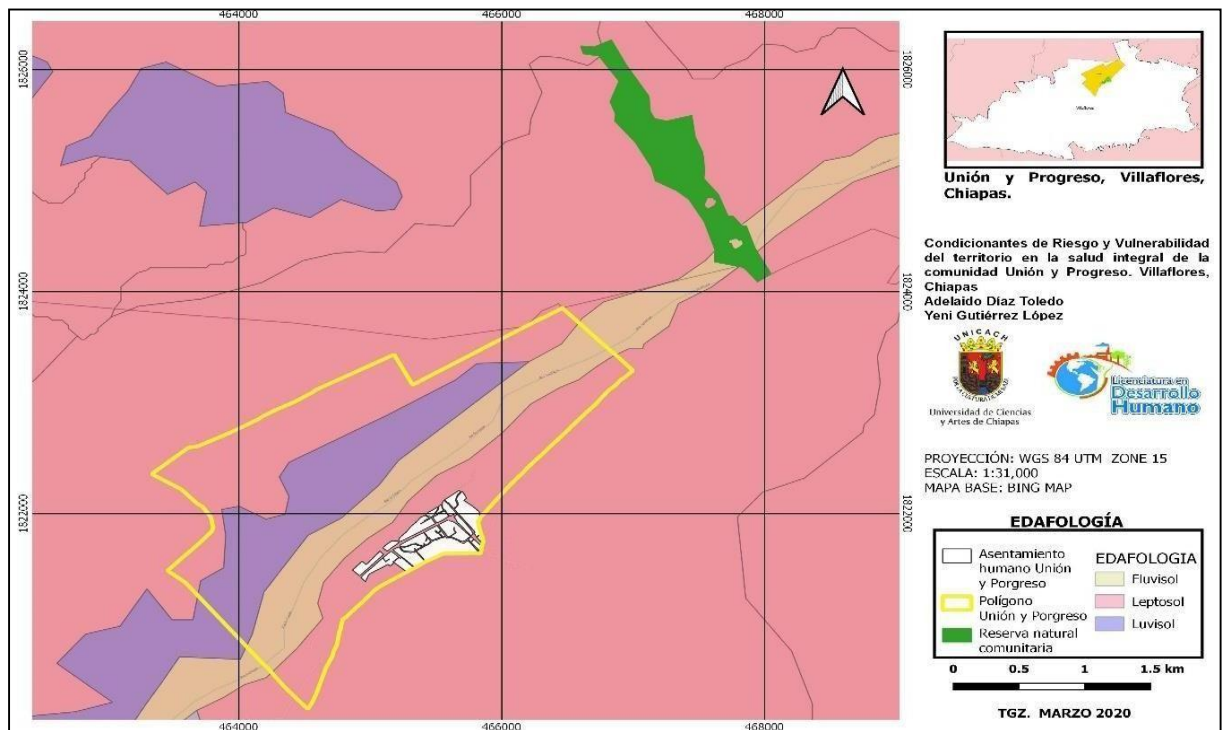 464000
466000
468000
1826000
1826000
1824000
1824000
1822000
1822000
464000
466000
468000
Villaflores
Unión y Progreso, Villaflores,
Chiapas.
Condicionantes de Riesgo y Vulnerabilidad
del territorio en la salud integral de la
comunidad Unión y Progreso. Villaflores,
Chiapas
Adelaido Díaz Toledo
Yeni Gutiérrez López
UNICACH
Universidad de Ciencias
y Artes de Chiapas
Licenciatura en
Desarrollo
Humano
PROYECCIÓN: WGS 84 UTM ZONE 15
ESCALA: 1:31,000
MAPA BASE: BING MAP
EDAFOLOGÍA
Asentamiento
humano Unión
y Porgreso
Polígono
Unión y Porgreso
Reserva natural
comunitaria
EDAFOLOGIA
Fluvisol
Leptosol
Luvisol
0 0.5 1 1.5 km
TGZ. MARZO 2020